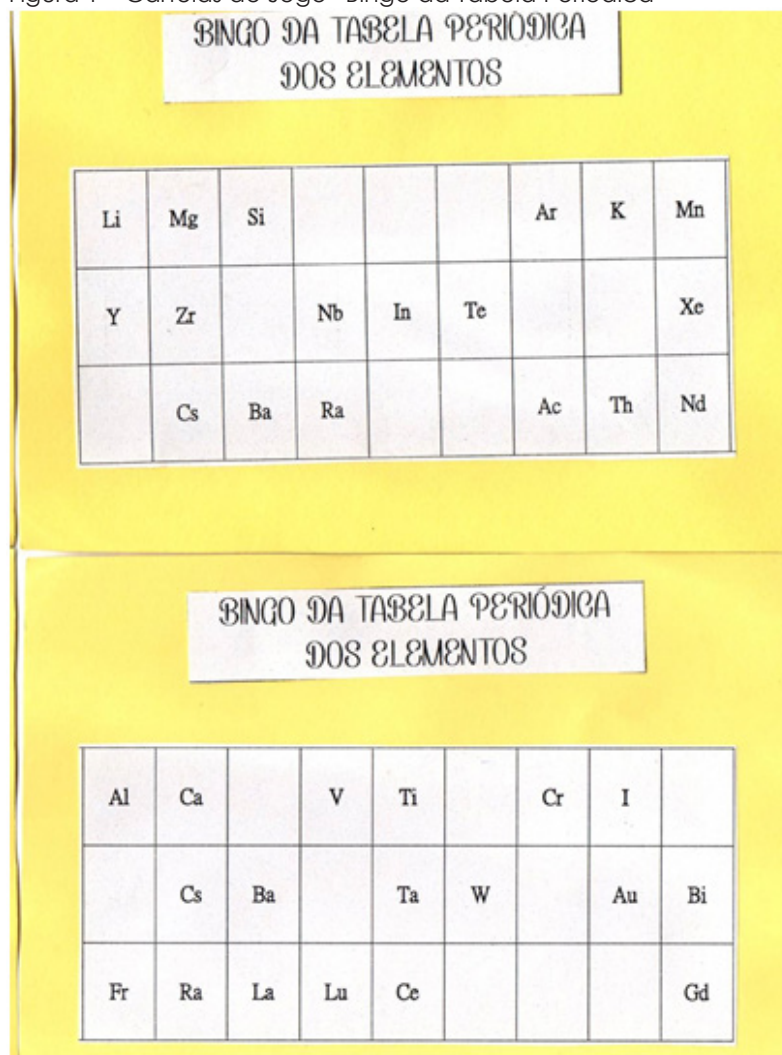 BINGO DA TABELA PERIÓDICA
DOS ELEMENTOS
Li Mg Si Ar K Mn
Y Zr Nb In Te Xe
Cs Ba Ra Ac Th Nd
BINGO DA TABELA PERIÓDICA
DOS ELEMENTOS
Al Ca V Ti Cr I
Cs Ba Ta W Au Bi
Fr Ra La Lu Ce Gd